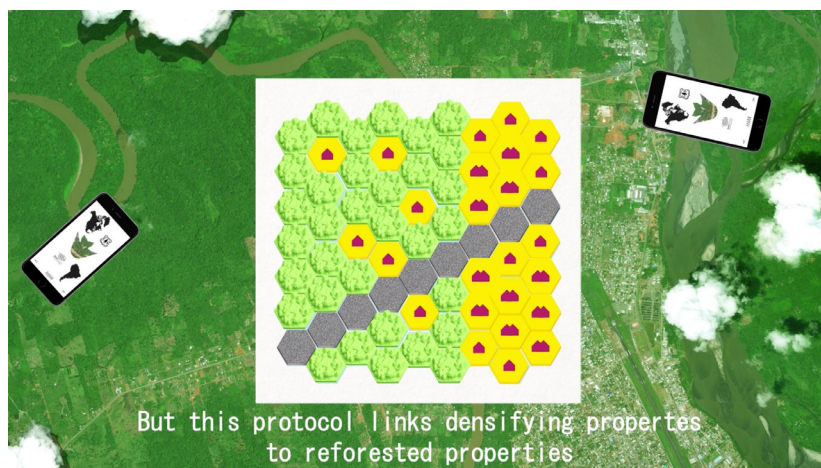 But this protocol links densifying propertes
to reforested properties